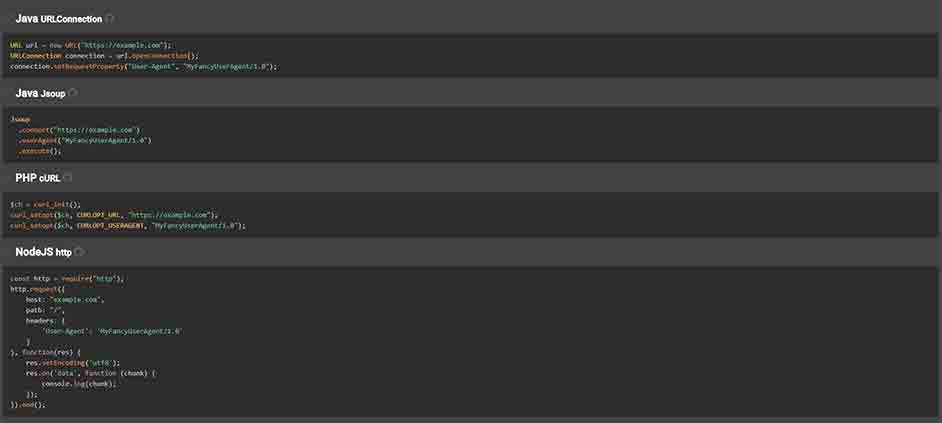 Java URLConnection
URL url = new URL("https://example.com");
URLConnection connection = url.openConnection();
connection.setRequestProperty("User-Agent", "MyFancyUserAgent/1.0");
Java Jsoup
Jsoup
.connect("https://example.com")
.userAgent("MyFancyUserAgent/1.0")
.execute();
PHP cURL
$ch = curl_init();
curl_setopt($ch, CURLOPT_URL, "https://example.com");
curl_setopt($ch, CURLOPT_USERAGENT, "MyFancyUserAgent/1.0");
NodeJS http
const http = require("http");
http.request({
host: "example.com",
path: "/",
headers: {
'User-Agent': 'MyFancyUserAgent/1.0'
}
}, function(res) {
res.setEncoding('utf8');
res.on('data', function (chunk) {
console.log(chunk);
});
}).end();